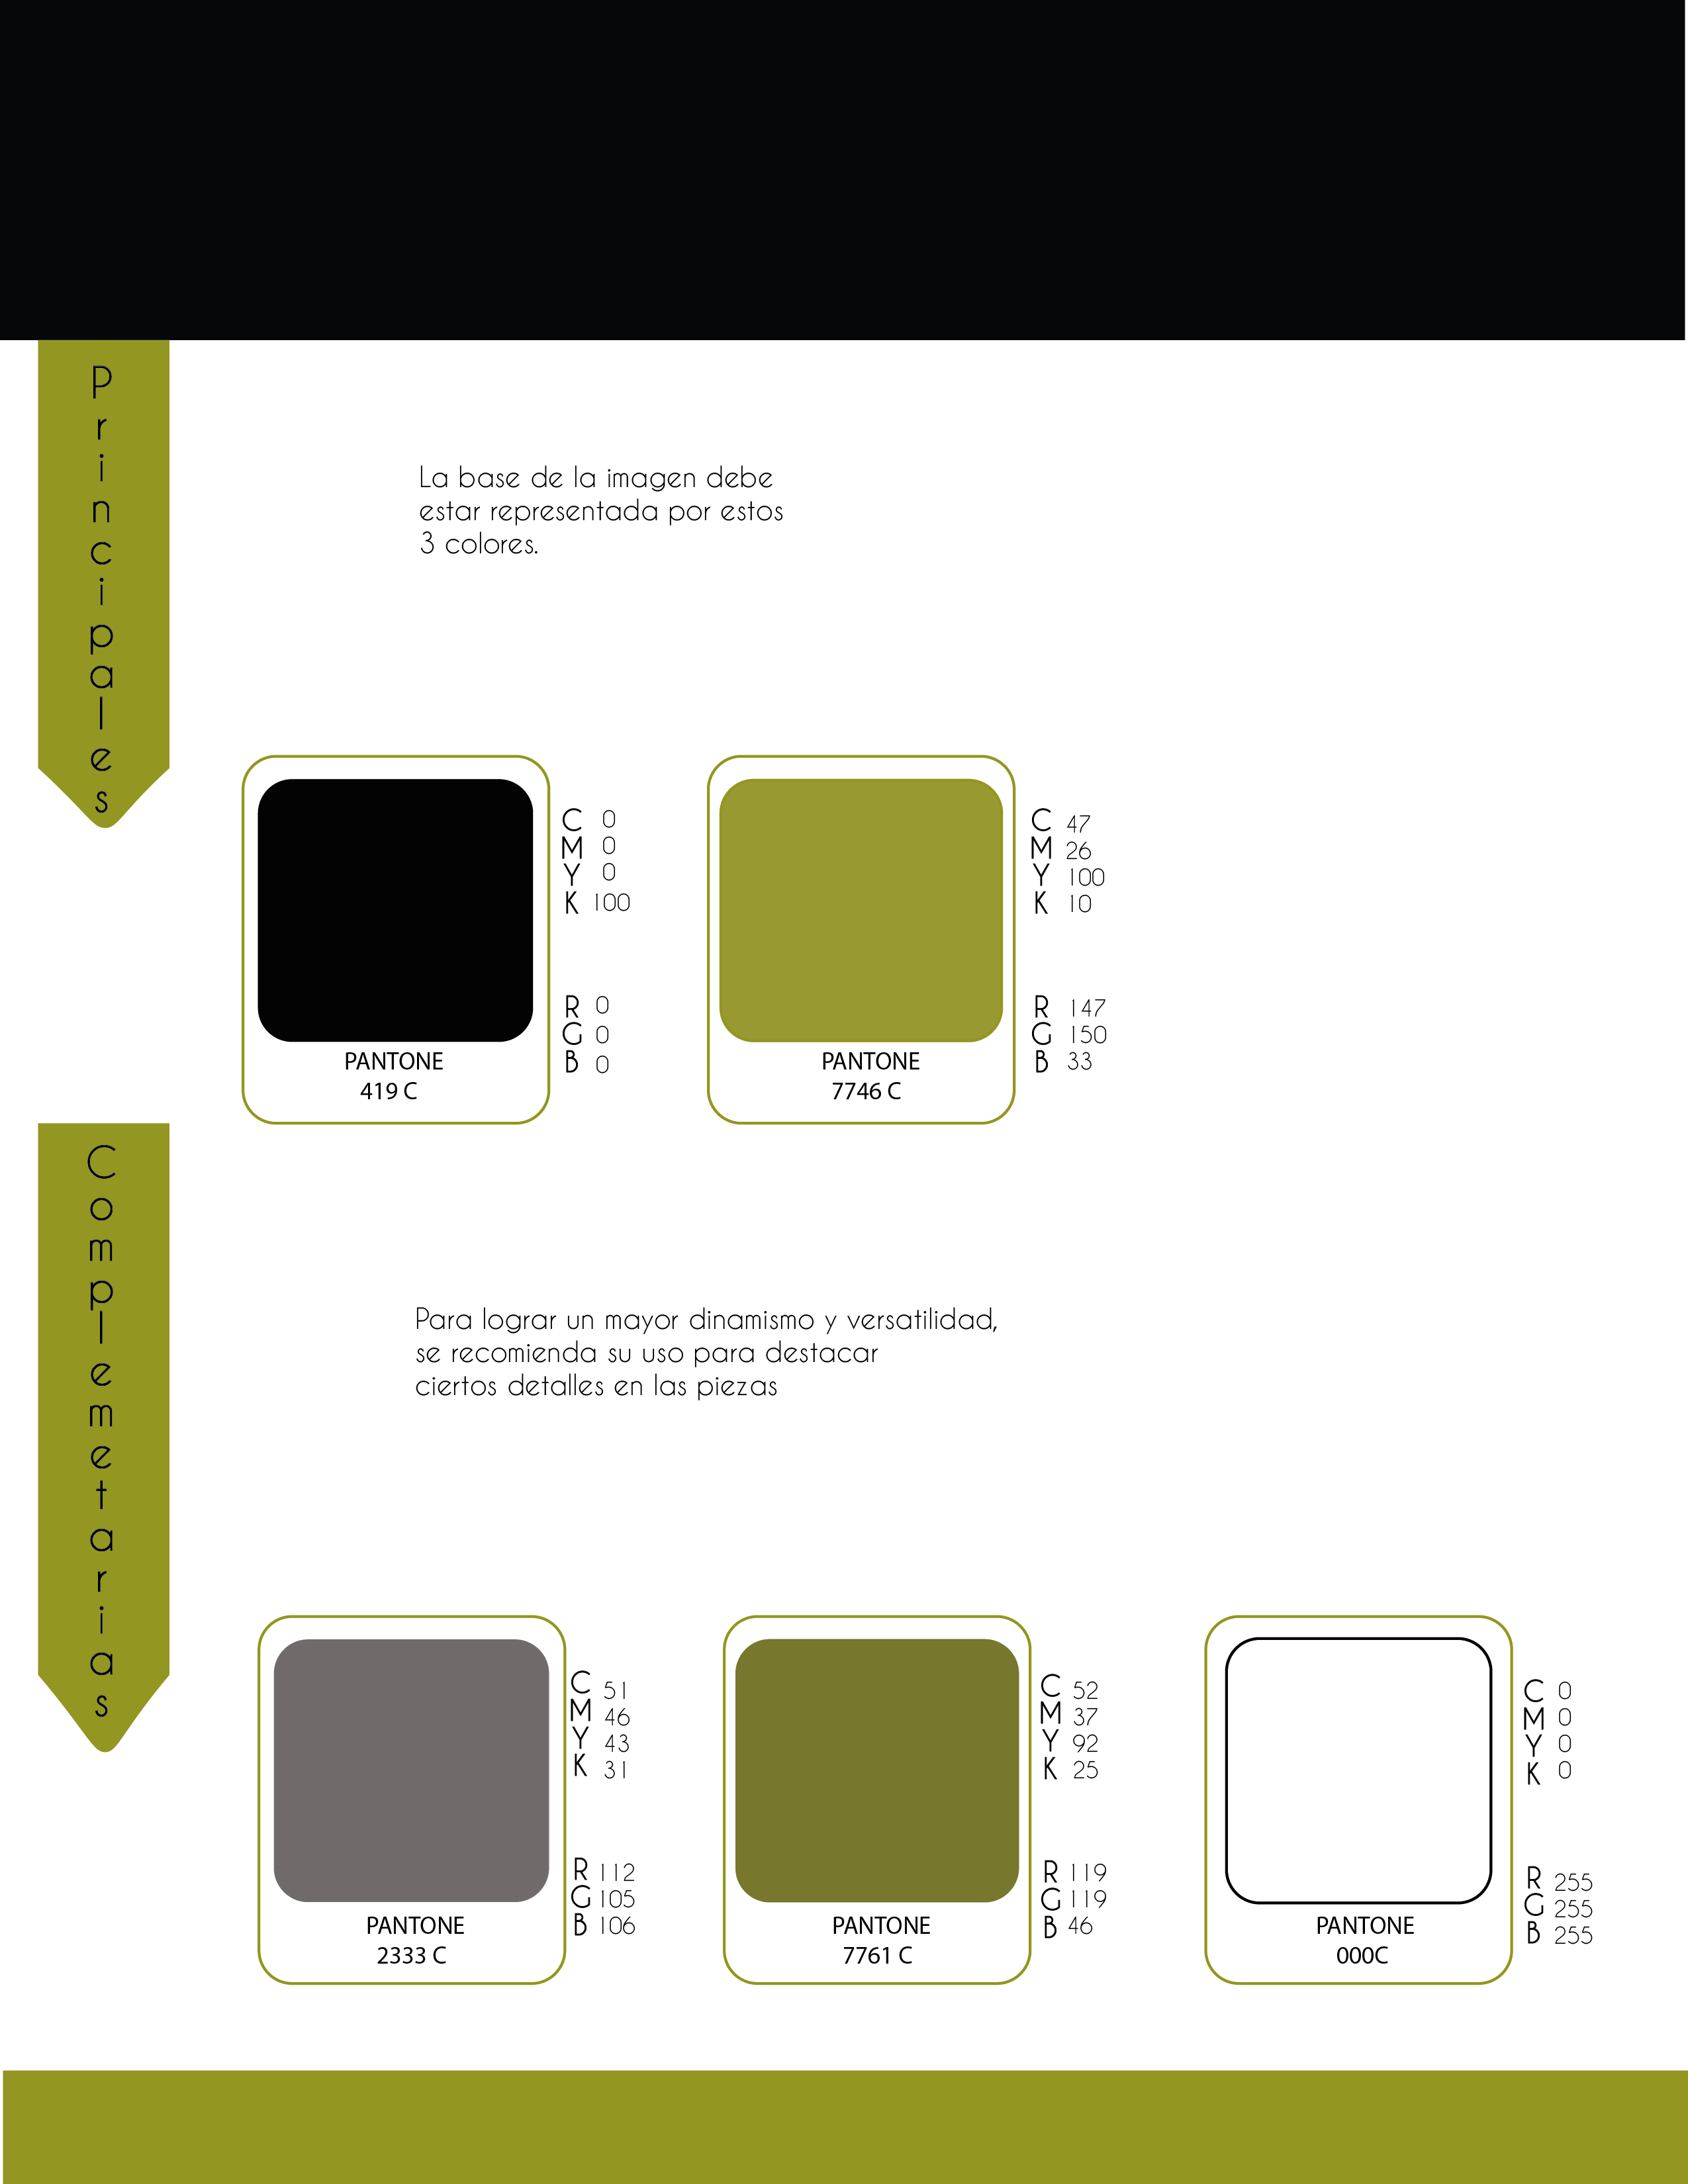 Principales
La base de la imagen debe
estar representada por estos
3 colores.
C 0
M 0
Y 0
K 100
R 0
G 0
B 0
PANTONE
419 C
C 47
M 26
Y 100
K 10
R 147
G 150
B 33
PANTONE
7746 C
Complemetarias
Para lograr un mayor dinamismo y versatilidad,
se recomienda su uso para destacar
ciertos detalles en las piezas
C 51
M 46
Y 43
K 31
R 112
G 105
B 106
PANTONE
2333 C
C 52
M 37
Y 92
K 25
R 119
G 119
B 46
PANTONE
7761 C
C 0
M 0
Y 0
K 0
R 255
G 255
B 255
PANTONE
000C